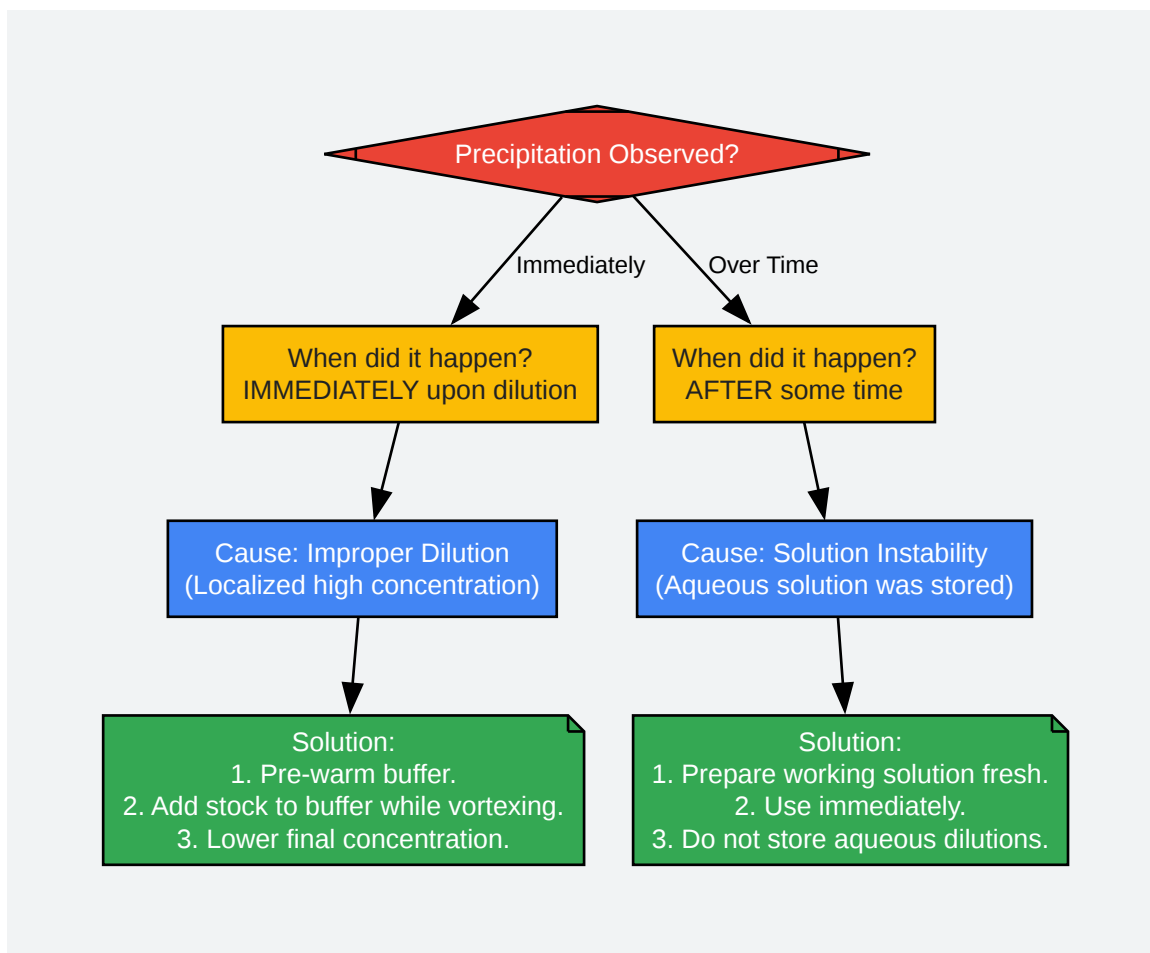 Precipitation Observed?
Immediately
Over Time
When did it happen?
IMMEDIATELY upon dilution
When did it happen?
AFTER some time
Cause: Improper Dilution
(Localized high concentration)
Cause: Solution Instability
(Aqueous solution was stored)
Solution:
1. Pre-warm buffer.
2. Add stock to buffer while vortexing.
3. Lower final concentration.
Solution:
1. Prepare working solution fresh.
2. Use immediately.
3. Do not store aqueous dilutions.